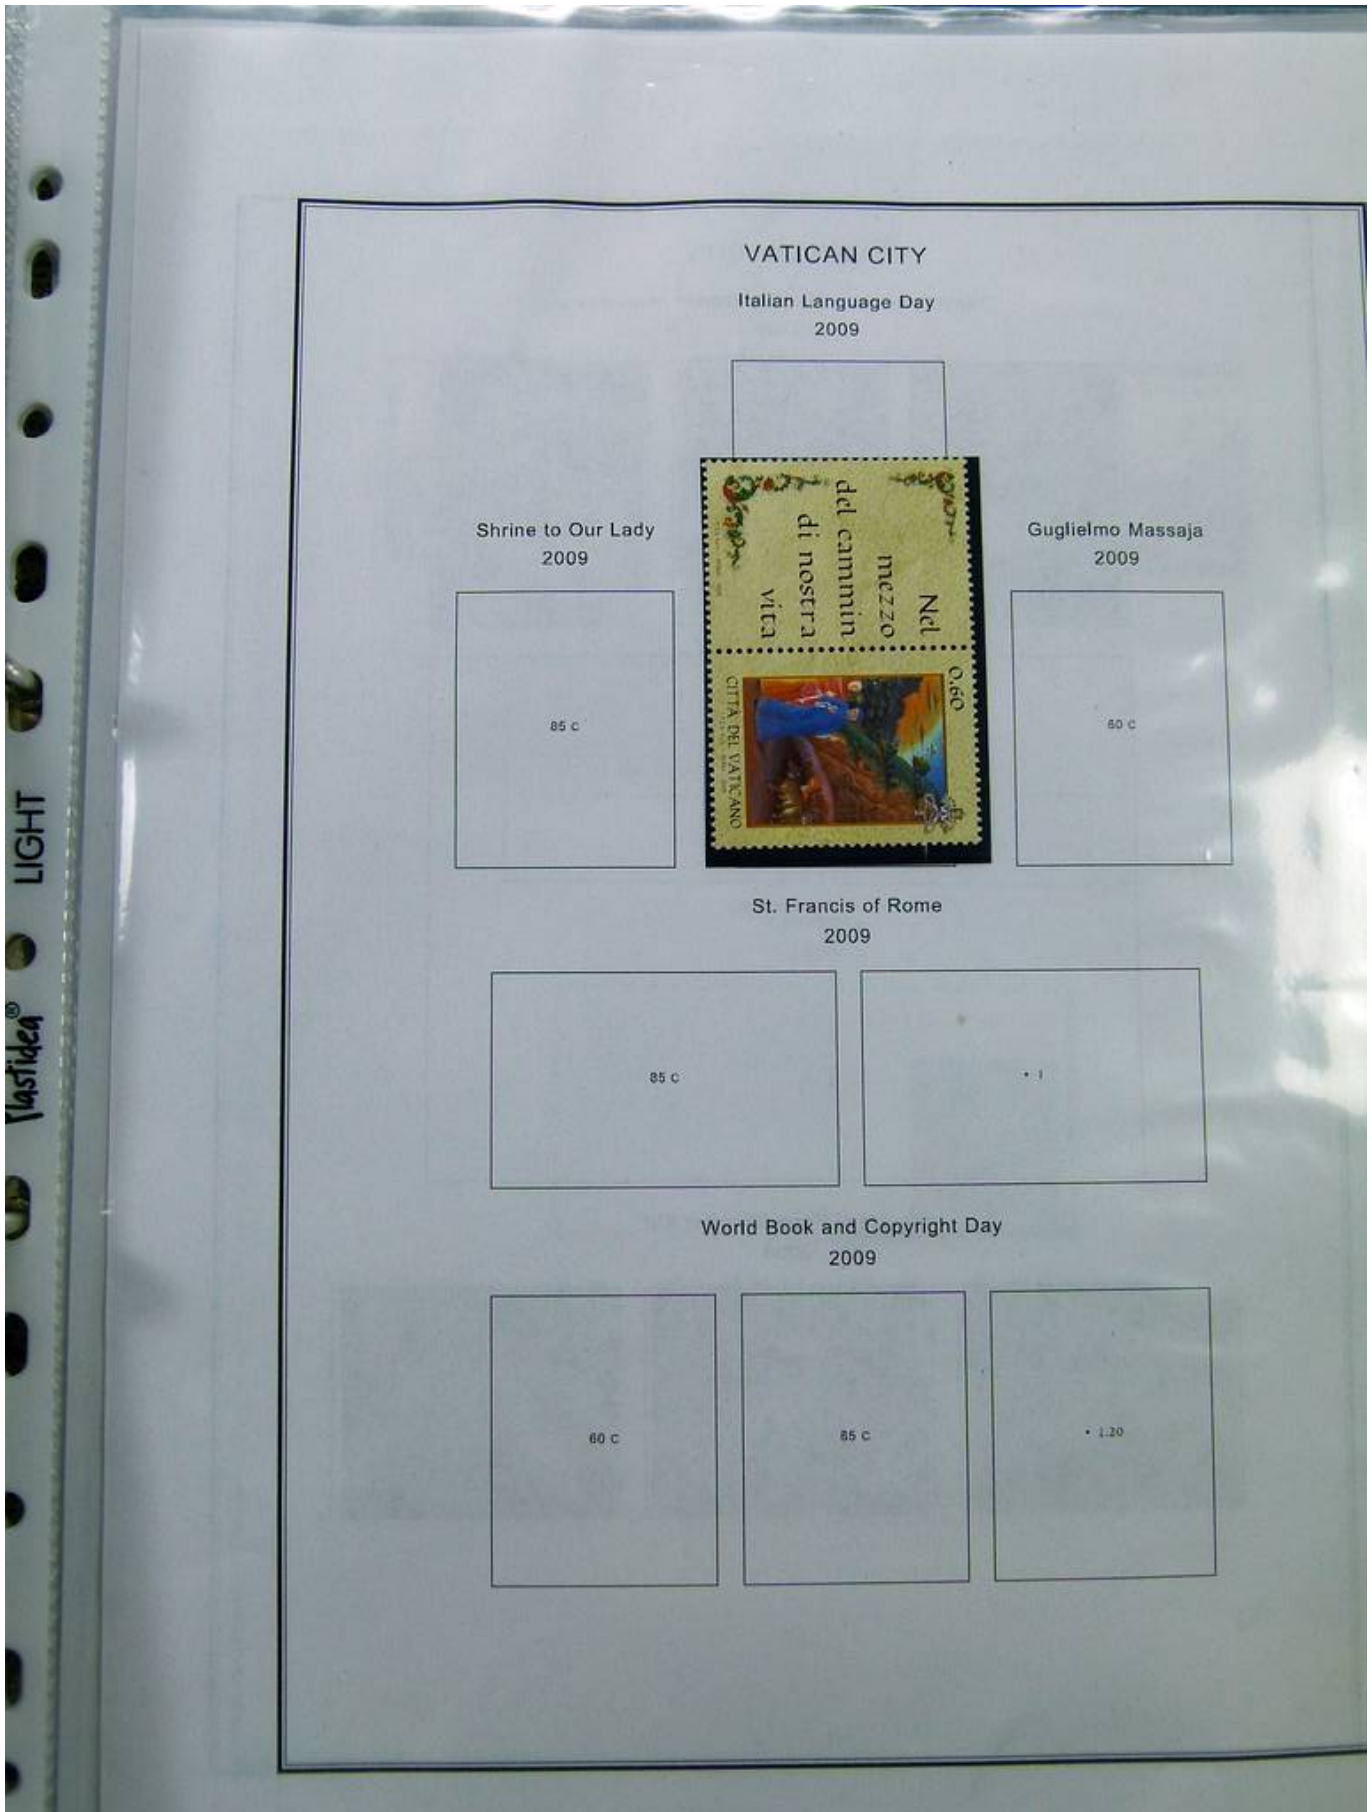 VATICAN CITY
Italian Language Day
2009
Nel
mezzo
del cammin
di nostra
vita
0.60
CITTÀ DEL VATICANO
Shrine to Our Lady
2009
85 C
Guglielmo Massaja
2009
60 C
St. Francis of Rome
2009
85 C
• 1
World Book and Copyright Day
2009
60 C
85 C
• 1.20
LIGHT
Plastidea®